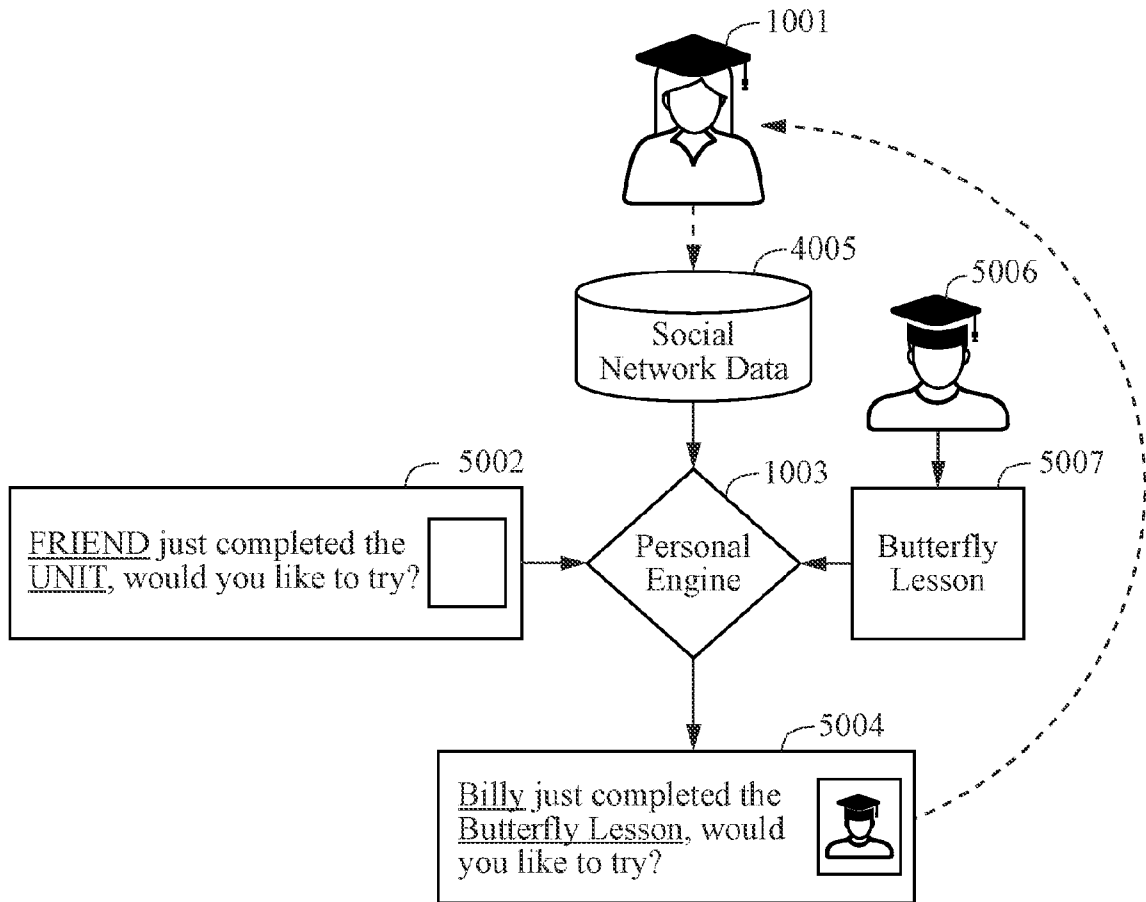 1001
4005
Social
Network Data
5006
5002
FRIEND just completed the
UNIT, would you like to try?
1003
Personal
Engine
5007
Butterfly
Lesson
5004
Billy just completed the
Butterfly Lesson, would
you like to try?